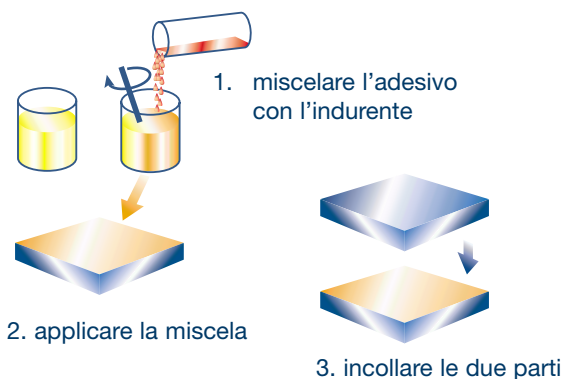 1. miscelare l'adesivo
con l'indurente
2. applicare la miscela
3. incollare le due parti